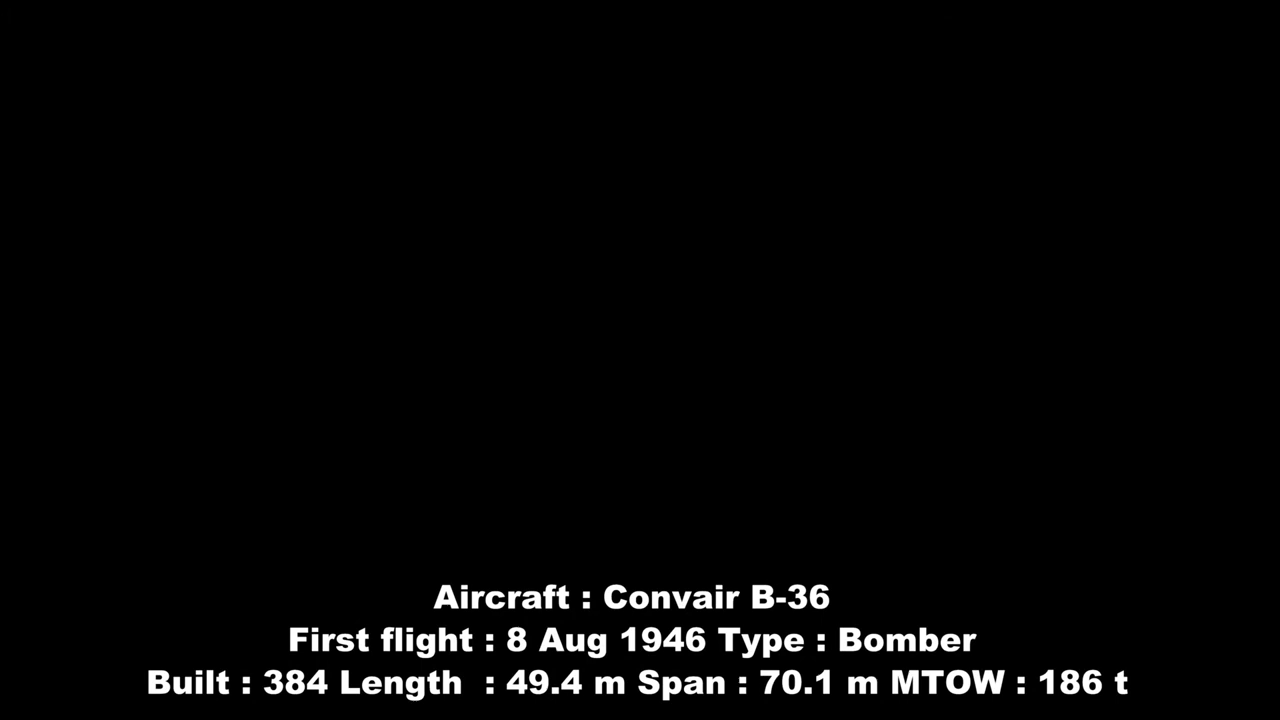 Aircraft : Convair B-36
First flight : 8 Aug 1946 Type : Bomber
Built : 384 Length  : 49.4 m Span : 70.1 m MTOW : 186 t